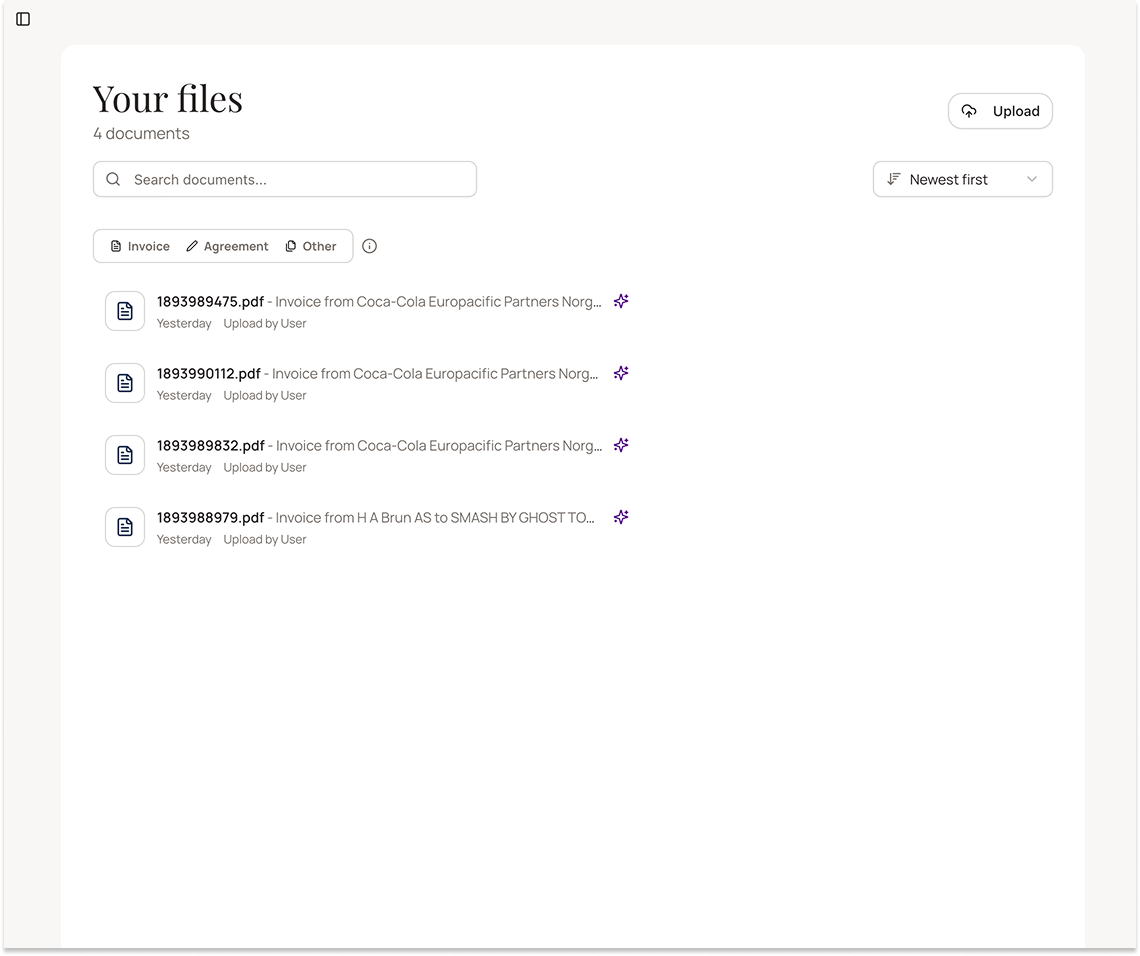 Your files
4 documents
Upload
Search documents...
Newest first
Invoice Agreement Other
1893989475.pdf - Invoice from Coca-Cola Europacific Partners Norg...
Yesterday Upload by User
1893990112.pdf - Invoice from Coca-Cola Europacific Partners Norg...
Yesterday Upload by User
1893989832.pdf - Invoice from Coca-Cola Europacific Partners Norg...
Yesterday Upload by User
1893988979.pdf - Invoice from H A Brun AS to SMASH BY GHOST TO...
Yesterday Upload by User